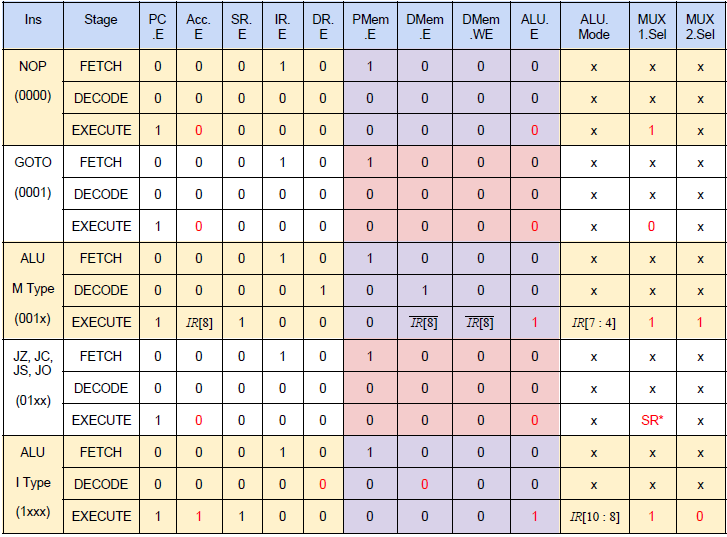 Ins Stage PC .E Acc. E SR. E IR. E DR. E PMem .E DMem .E DMem .WE ALU. E ALU. Mode MUX 1.Sel MUX 2.Sel
NOP (0000) FETCH 0 0 0 1 0 1 0 0 0 x x x
DECODE 0 0 0 0 0 0 0 0 0 x x x
EXECUTE 1 0 0 0 0 0 0 0 0 x 1 x
GOTO (0001) FETCH 0 0 0 1 0 1 0 0 0 x x x
DECODE 0 0 0 0 0 0 0 0 0 x x x
EXECUTE 1 0 0 0 0 0 0 0 0 x 0 x
ALU M Type (001x) FETCH 0 0 0 1 0 1 0 0 0 x x x
DECODE 0 0 0 0 1 0 1 0 0 x x x
EXECUTE 1 IR[8] 1 0 0 0 I̅R̅[̅8̅]̅ I̅R̅[̅8̅]̅ 1 IR[7 : 4] 1 1
JZ, JC, JS, JO (01xx) FETCH 0 0 0 1 0 1 0 0 0 x x x
DECODE 0 0 0 0 0 0 0 0 0 x x x
EXECUTE 1 0 0 0 0 0 0 0 0 x SR* x
ALU I Type (1xxx) FETCH 0 0 0 1 0 1 0 0 0 x x x
DECODE 0 0 0 0 0 0 0 0 0 x x x
EXECUTE 1 1 1 0 0 0 0 0 1 IR[10 : 8] 1 0